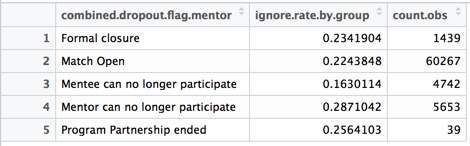 combined.dropout.flag.mentor ignore.rate.by.group count.obs
1 Formal closure 0.2341904 1439
2 Match Open 0.2243848 60267
3 Mentee can no longer participate 0.1630114 4742
4 Mentor can no longer participate 0.2871042 5653
5 Program Partnership ended 0.2564103 39